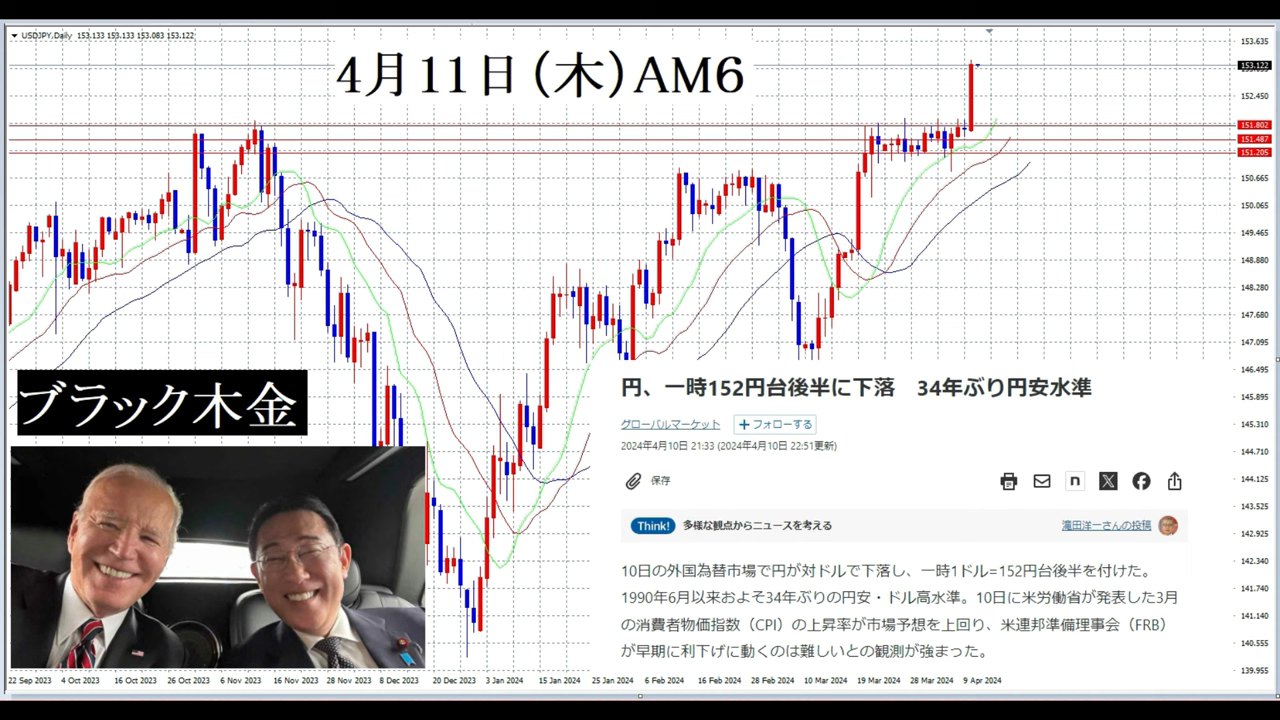 USDJPY,Daily 153.133 153.133 153.083 153.122
4月11日(木)AM6
153.635
153.122
152.450
151.802
151.487
151.205
150.665
150.065
149.465
148.880
148.280
147.680
147.095
146.495
145.895
145.310
144.710
144.125
143.525
142.925
142.340
141.740
141.140
140.555
139.955
ブラック木金
円、一時152円台後半に下落 34年ぶり円安水準
グローバルマーケット +フォローする
2024年4月10日 21:33 (2024年4月10日 22:51更新)
保存
n X f
Think! 多様な観点からニュースを考える 滝田洋一さんの投稿
10日の外国為替市場で円が対ドルで下落し、一時1ドル=152円台後半を付けた。
1990年6月以来およそ34年ぶりの円安・ドル高水準。10日に米労働省が発表した3月
の消費者物価指数（CPI）の上昇率が市場予想を上回り、米連邦準備理事会（FRB）
が早期に利下げに動くのは難しいとの観測が強まった。
22 Sep 2023 4 Oct 2023 16 Oct 2023 26 Oct 2023 6 Nov 2023 16 Nov 2023 28 Nov 2023 8 Dec 2023 20 Dec 2023 3 Jan 2024 15 Jan 2024 25 Jan 2024 6 Feb 2024 16 Feb 2024 28 Feb 2024 10 Mar 2024 19 Mar 2024 28 Mar 2024 9 Apr 2024